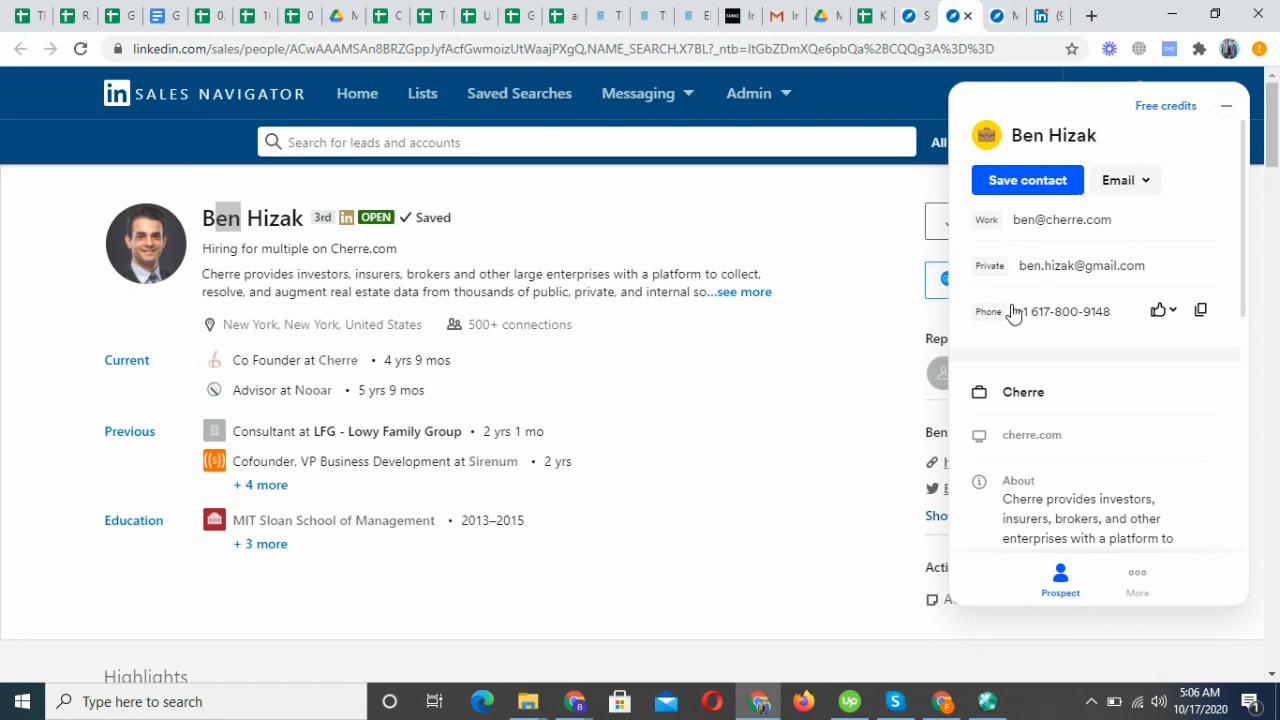 linkedin.com/sales/people/ACwAAAMSAn8BRZGppJyfAcfGwmoizUtWaajPXgQ,NAME_SEARCH,X7BL?_ntb=ItGbZDmXQe6pbQa%2BCQQg3A%3D%3D
in SALES NAVIGATOR Home Lists Saved Searches Messaging Admin
Search for leads and accounts
All
Ben Hizak 3rd in OPEN ✓ Saved
Hiring for multiple on Cherre.com
Cherre provides investors, insurers, brokers and other large enterprises with a platform to collect,
resolve, and augment real estate data from thousands of public, private, and internal so...see more
New York, New York, United States 500+ connections
Current Co Founder at Cherre • 4 yrs 9 mos
Advisor at Nooar • 5 yrs 9 mos
Previous Consultant at LFG - Lowy Family Group • 2 yrs 1 mo
Cofounder, VP Business Development at Sirenum • 2 yrs
+ 4 more
Education MIT Sloan School of Management • 2013–2015
+ 3 more
Highlights
Rep
Ben
Sho
Acti
Free credits
Ben Hizak
Save contact Email
Work ben@cherre.com
Private ben.hizak@gmail.com
Phone 1 617-800-9148
Cherre
cherre.com
About
Cherre provides investors,
insurers, brokers, and other
enterprises with a platform to
Prospect More
Type here to search
5:06 AM
10/17/2020